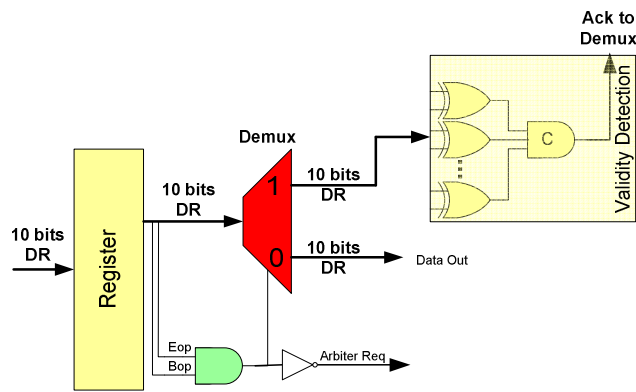 Ack to
Demux
Validity Detection
C
Demux
10 bits
DR
1
10 bits
DR
10 bits
DR
Register
0
10 bits
DR
Data Out
Eop
Bop
Arbiter Req